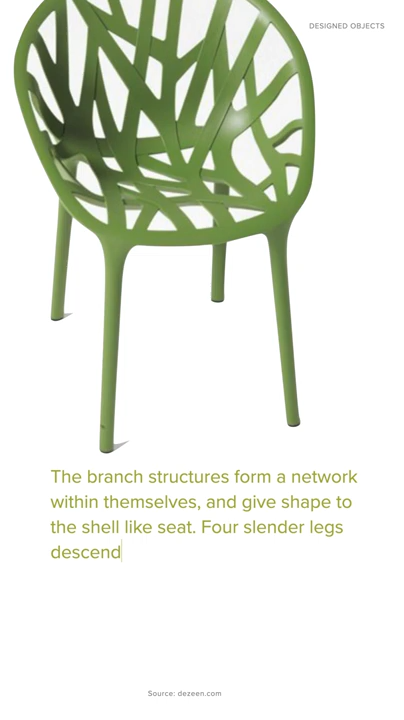 DESIGNED OBJECTS
The branch structures form a network
within themselves, and give shape to
the shell like seat. Four slender legs
descend
Source: dezeen.com